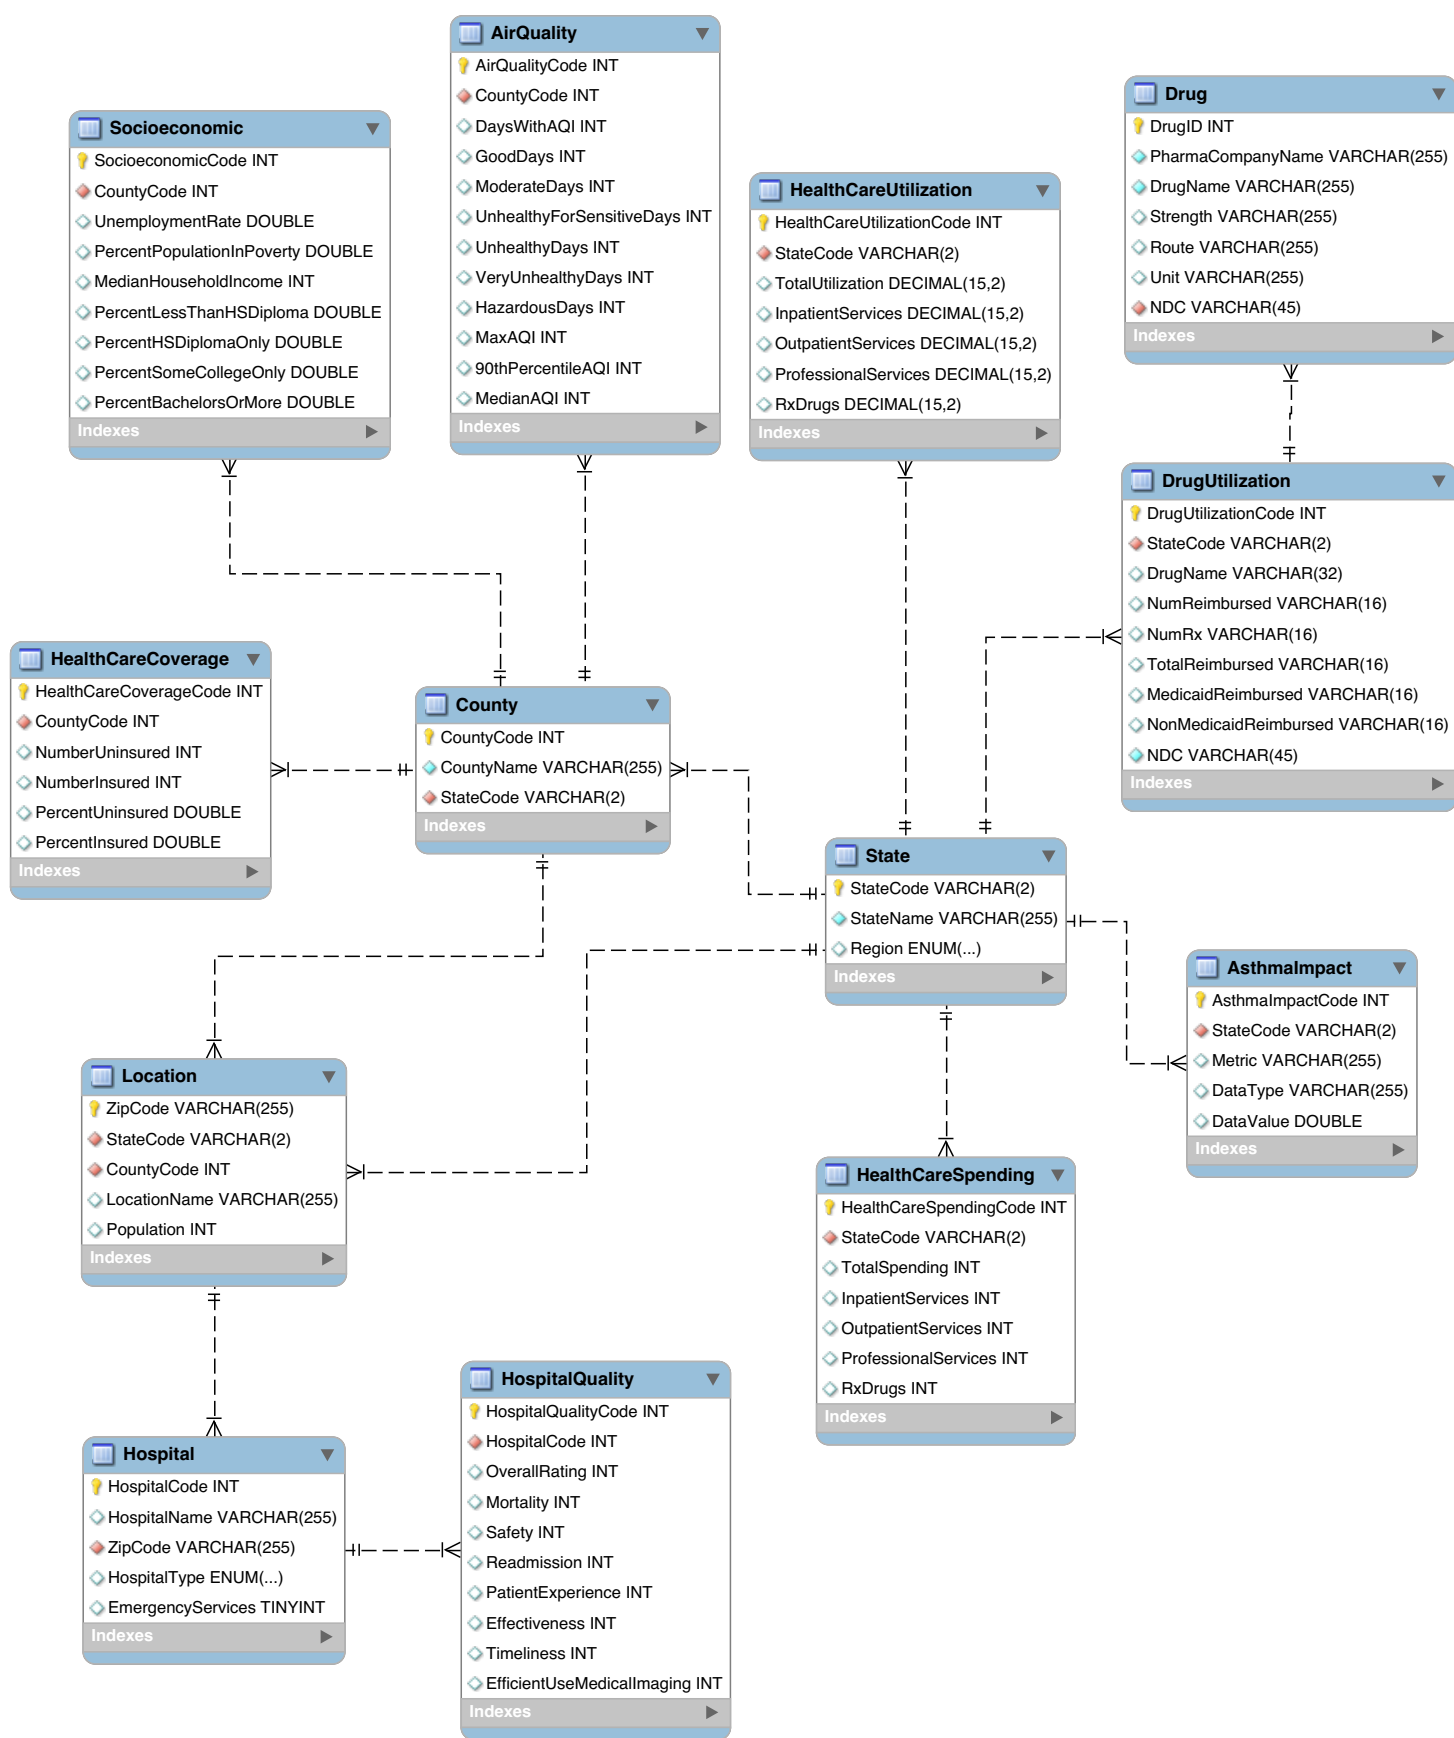 AirQuality
AirQualityCode INT
CountyCode INT
DaysWithAQI INT
GoodDays INT
ModerateDays INT
UnhealthyForSensitiveDays INT
UnhealthyDays INT
VeryUnhealthyDays INT
HazardousDays INT
MaxAQI INT
90thPercentileAQI INT
MedianAQI INT
Indexes
Drug
DrugID INT
PharmaCompanyName VARCHAR(255)
DrugName VARCHAR(255)
Strength VARCHAR(255)
Route VARCHAR(255)
Unit VARCHAR(255)
NDC VARCHAR(45)
Indexes
Socioeconomic
SocioeconomicCode INT
CountyCode INT
UnemploymentRate DOUBLE
PercentPopulationInPoverty DOUBLE
MedianHouseholdIncome INT
PercentLessThanHSDiploma DOUBLE
PercentHSDiplomaOnly DOUBLE
PercentSomeCollegeOnly DOUBLE
PercentBachelorsOrMore DOUBLE
Indexes
HealthCareUtilization
HealthCareUtilizationCode INT
StateCode VARCHAR(2)
TotalUtilization DECIMAL(15,2)
InpatientServices DECIMAL(15,2)
OutpatientServices DECIMAL(15,2)
ProfessionalServices DECIMAL(15,2)
RxDrugs DECIMAL(15,2)
Indexes
DrugUtilization
DrugUtilizationCode INT
StateCode VARCHAR(2)
DrugName VARCHAR(32)
NumReimbursed VARCHAR(16)
NumRx VARCHAR(16)
TotalReimbursed VARCHAR(16)
MedicaidReimbursed VARCHAR(16)
NonMedicaidReimbursed VARCHAR(16)
NDC VARCHAR(45)
Indexes
HealthCareCoverage
HealthCareCoverageCode INT
CountyCode INT
NumberUninsured INT
NumberInsured INT
PercentUninsured DOUBLE
PercentInsured DOUBLE
Indexes
County
CountyCode INT
CountyName VARCHAR(255)
StateCode VARCHAR(2)
Indexes
State
StateCode VARCHAR(2)
StateName VARCHAR(255)
Region ENUM(...)
Indexes
AsthmaImpact
AsthmaImpactCode INT
StateCode VARCHAR(2)
Metric VARCHAR(255)
DataType VARCHAR(255)
DataValue DOUBLE
Indexes
Location
ZipCode VARCHAR(255)
StateCode VARCHAR(2)
CountyCode INT
LocationName VARCHAR(255)
Population INT
Indexes
HealthCareSpending
HealthCareSpendingCode INT
StateCode VARCHAR(2)
TotalSpending INT
InpatientServices INT
OutpatientServices INT
ProfessionalServices INT
RxDrugs INT
Indexes
HospitalQuality
HospitalQualityCode INT
HospitalCode INT
OverallRating INT
Mortality INT
Safety INT
Readmission INT
PatientExperience INT
Effectiveness INT
Timeliness INT
EfficientUseMedicalImaging INT
Indexes
Hospital
HospitalCode INT
HospitalName VARCHAR(255)
ZipCode VARCHAR(255)
HospitalType ENUM(...)
EmergencyServices TINYINT
Indexes